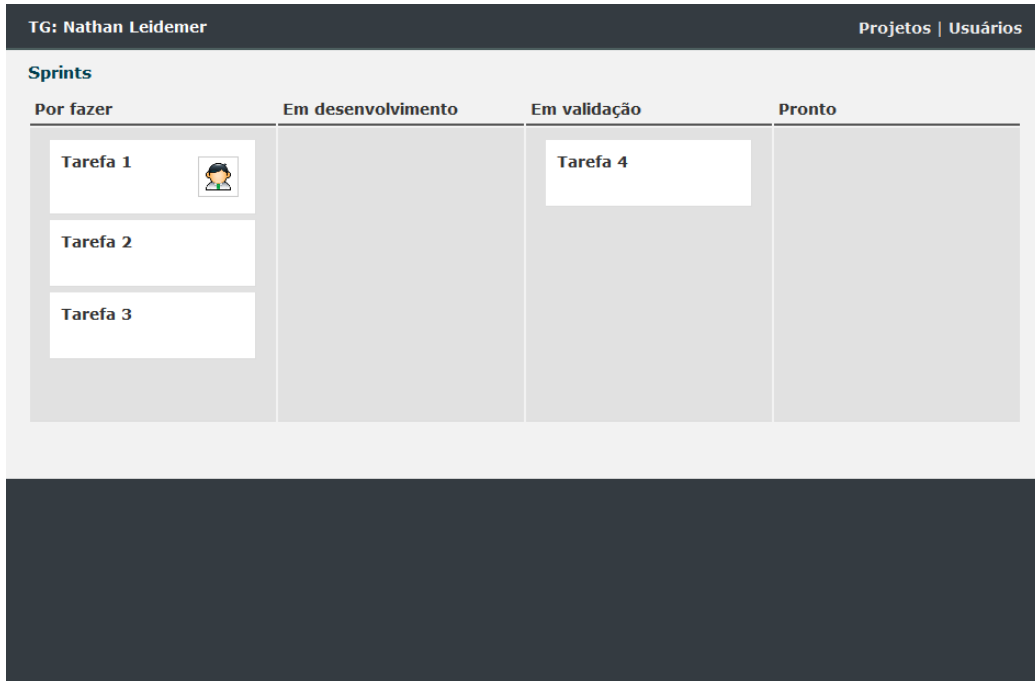 TG: Nathan Leidemer
Projetos | Usuários
Sprints
Por fazer
Em desenvolvimento
Em validação
Pronto
Tarefa 1
Tarefa 4
Tarefa 2
Tarefa 3